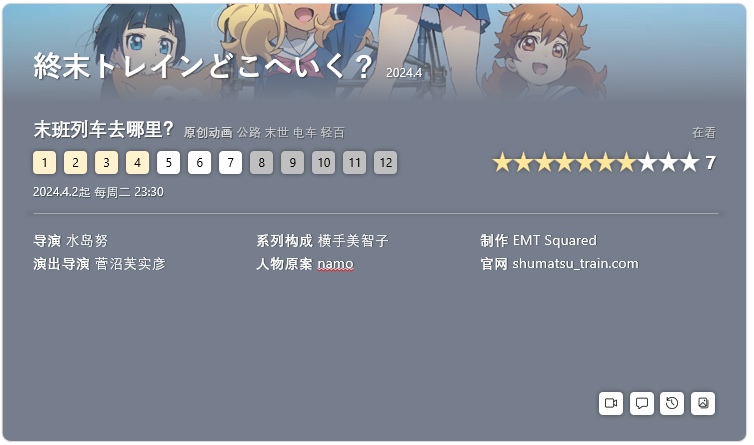 終末トレインどこへいく？ 2024.4
末班列车去哪里? 原创动画 公路 末世 电车 轻百 在看
1 2 3 4 5 6 7 8 9 10 11 12 ★★★★★★★★★★ 7
2024.4.2起 每周二 23:30
导演 水岛努 系列构成 横手美智子 制作 EMT Squared
演出导演 菅沼芙实彦 人物原案 namo 官网 shumatsu_train.com